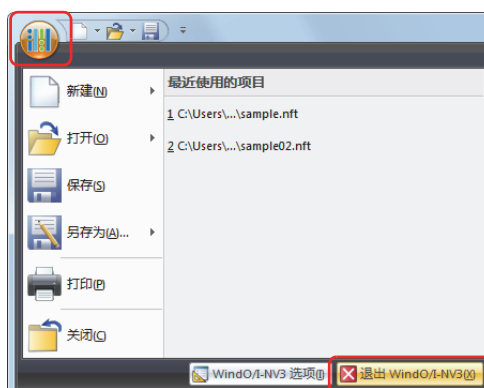 新建(N)
打开(O)
保存(S)
另存为(A)...
打印(P)
关闭(C)
最近使用的项目
1 C:\Users\...\sample.nft
2 C:\Users\...\sample02.nft
WindO/I-NV3 选项(I)
退出 WindO/I-NV3(X)